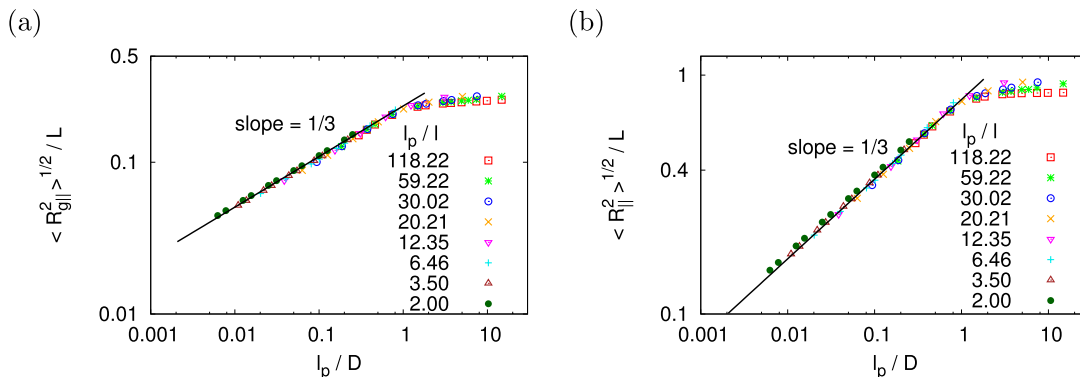 (a)
0.5
0.1
0.01
< R²g|| >^1/2 / L
slope = 1/3
lp / l
118.22
59.22
30.02
20.21
12.35
6.46
3.50
2.00
0.001 0.01 0.1 1 10
lp / D
(b)
1
0.4
0.1
< R²|| >^1/2 / L
slope = 1/3
lp / l
118.22
59.22
30.02
20.21
12.35
6.46
3.50
2.00
0.001 0.01 0.1 1 10
lp / D